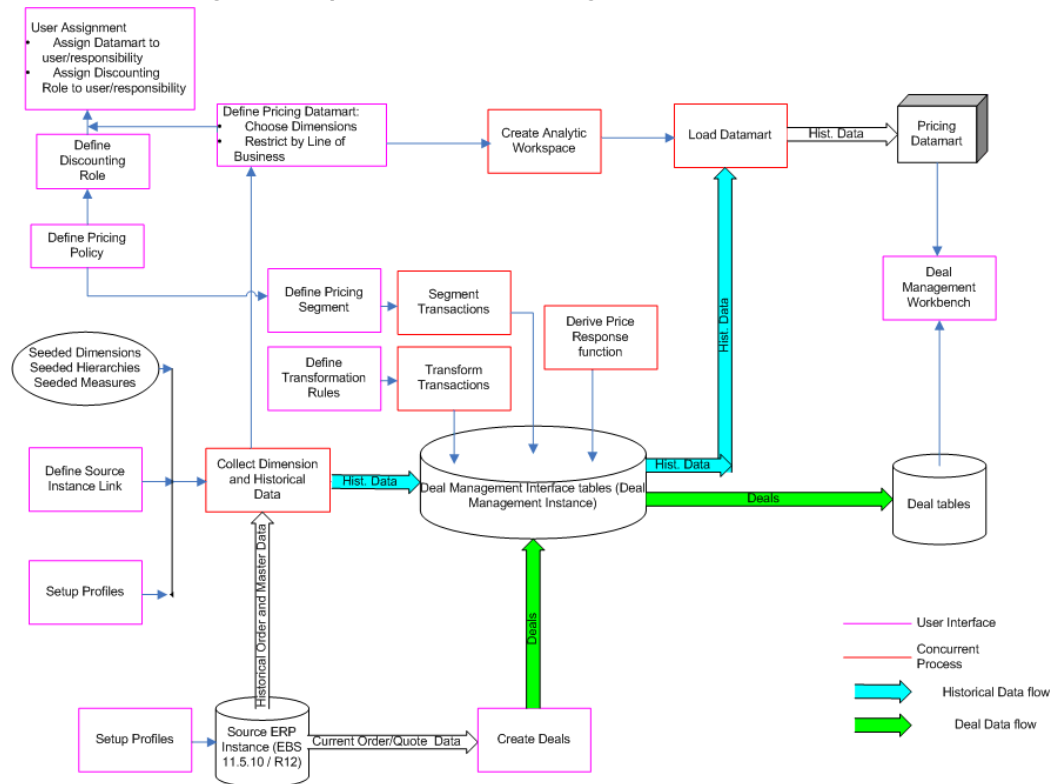 User Assignment
• Assign Datamart to
user/responsibility
• Assign Discounting
Role to user/responsibility
Define Pricing Datamart:
• Choose Dimensions
• Restrict by Line of
Business
Create Analytic
Workspace
Load Datamart
Hist. Data
Pricing
Datamart
Define
Discounting
Role
Define Pricing
Policy
Define Pricing
Segment
Segment
Transactions
Derive Price
Response
function
Deal
Management
Workbench
Hist. Data
Seeded Dimensions
Seeded Hierarchies
Seeded Measures
Define
Transformation
Rules
Transform
Transactions
Define Source
Instance Link
Collect Dimension
and Historical
Data
Hist. Data
Deal Management Interface tables (Deal
Management Instance)
Hist. Data
Deals
Deal tables
Setup Profiles
Historical Order and Master Data
Deals
User Interface
Concurrent
Process
Historical Data flow
Deal Data flow
Setup Profiles
Source ERP
Instance (EBS
11.5.10 / R12)
Current Order/Quote Data
Create Deals